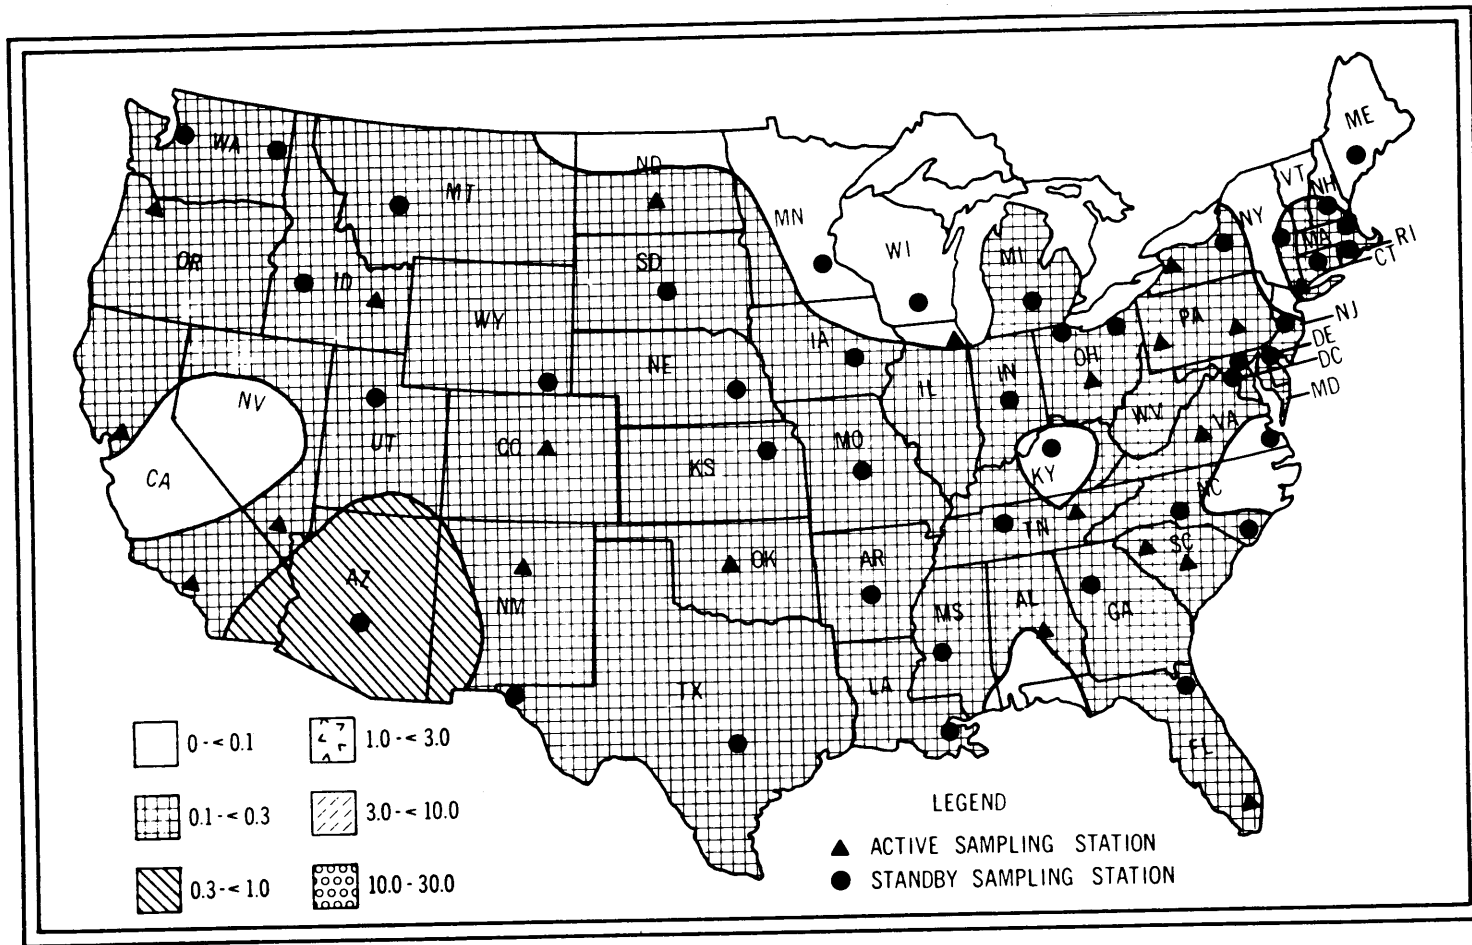 ME
WA
MT
ND
VT
NH
MN
NY
WI
MA
RI
OR
ID
SD
MI
CT
WY
PA
NJ
IA
DE
NE
OH
DC
NV
IN
IL
MD
UT
CO
KS
MO
WV
VA
CA
KY
NC
TN
AZ
OK
AR
SC
NM
MS
AL
GA
TX
LA
FL
0 - < 0.1
1.0 - < 3.0
0.1 - < 0.3
3.0 - < 10.0
0.3 - < 1.0
10.0 - 30.0
LEGEND
ACTIVE SAMPLING STATION
STANDBY SAMPLING STATION